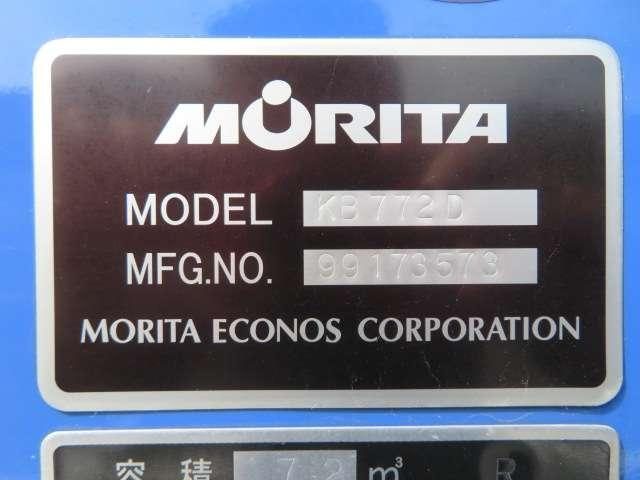 MORITA
MODEL KB772D
MFG.NO. 99173573
MORITA ECONOS CORPORATION
容積 7.2 m³ R